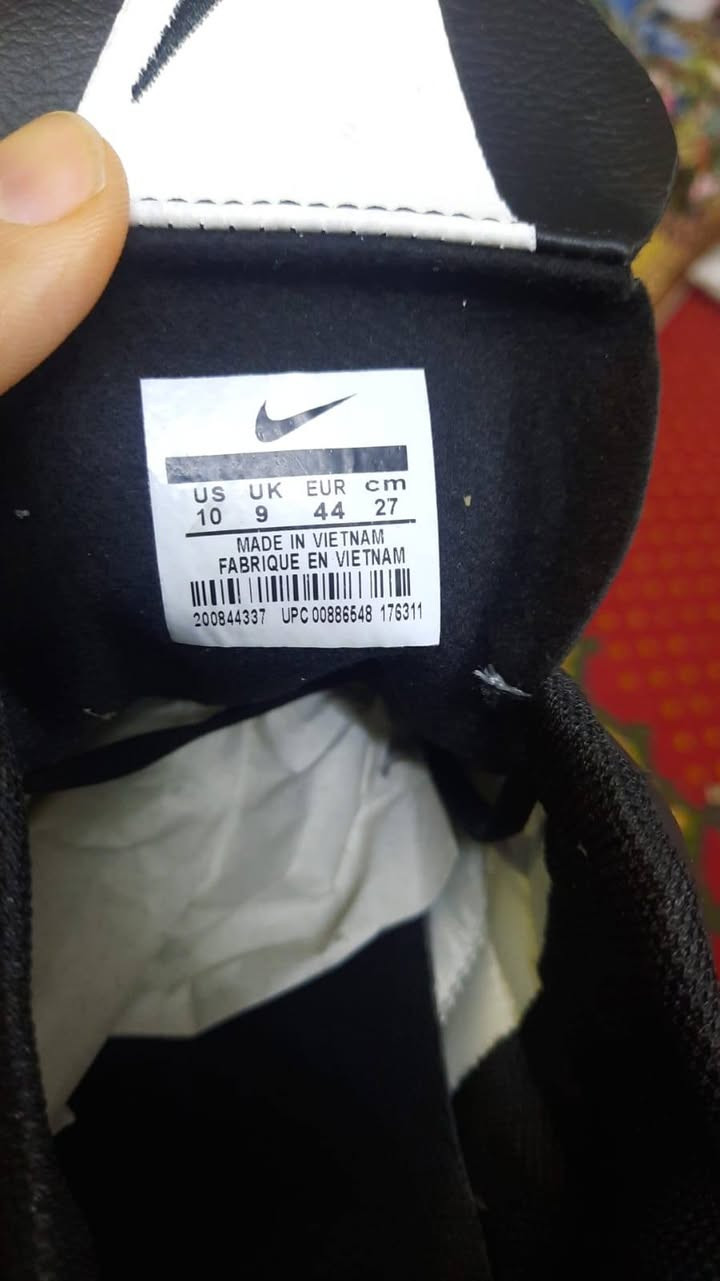 US UK EUR cm
10 9 44 27
MADE IN VIETNAM
FABRIQUE EN VIETNAM
200844337 UPC 00886548 176311